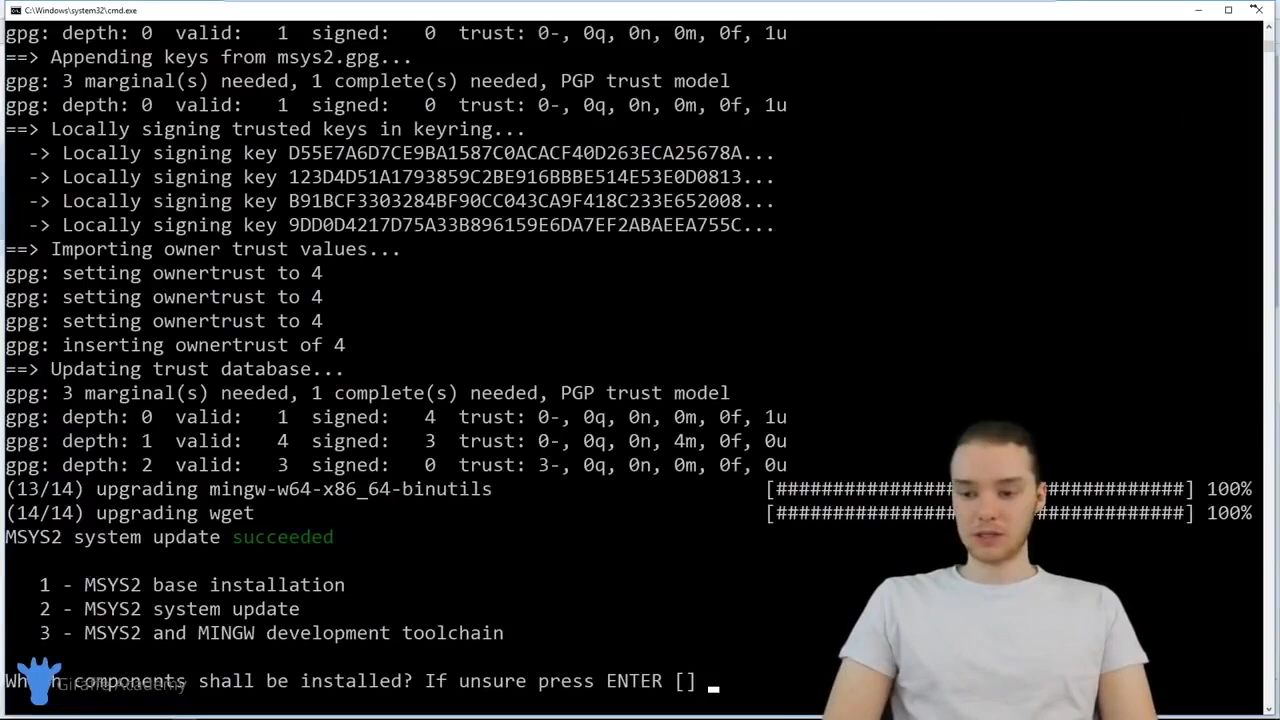 C:\Windows\system32\cmd.exe
gpg: depth: 0 valid: 1 signed: 0 trust: 0-, 0q, 0n, 0m, 0f, 1u
==> Appending keys from msys2.gpg...
gpg: 3 marginal(s) needed, 1 complete(s) needed, PGP trust model
gpg: depth: 0 valid: 1 signed: 0 trust: 0-, 0q, 0n, 0m, 0f, 1u
==> Locally signing trusted keys in keyring...
-> Locally signing key D55E7A6D7CE9BA1587C0ACACF40D263ECA25678A...
-> Locally signing key 123D4D51A1793859C2BE916BBBE514E53E0D0813...
-> Locally signing key B91BCF3303284BF90CC043CA9F418C233E652008...
-> Locally signing key 9DD0D4217D75A33B896159E6DA7EF2ABAEEA755C...
==> Importing owner trust values...
gpg: setting ownertrust to 4
gpg: setting ownertrust to 4
gpg: setting ownertrust to 4
gpg: inserting ownertrust of 4
==> Updating trust database...
gpg: 3 marginal(s) needed, 1 complete(s) needed, PGP trust model
gpg: depth: 0 valid: 1 signed: 4 trust: 0-, 0q, 0n, 0m, 0f, 1u
gpg: depth: 1 valid: 4 signed: 3 trust: 0-, 0q, 0n, 4m, 0f, 0u
gpg: depth: 2 valid: 3 signed: 0 trust: 3-, 0q, 0n, 0m, 0f, 0u
(13/14) upgrading mingw-w64-x86_64-binutils [################ #############] 100%
(14/14) upgrading wget [################ #############] 100%
MSYS2 system update succeeded
1 - MSYS2 base installation
2 - MSYS2 system update
3 - MSYS2 and MINGW development toolchain
components shall be installed? If unsure press ENTER []
Giraffe Academy